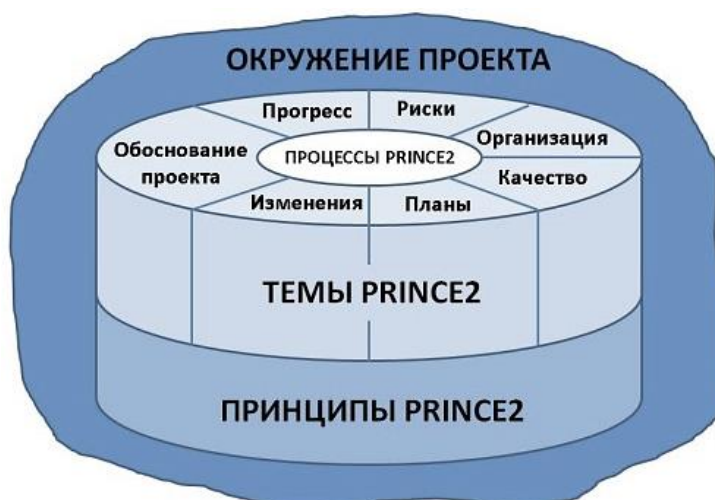 ОКРУЖЕНИЕ ПРОЕКТА
Прогресс
Риски
Обоснование
проекта
ПРОЦЕССЫ PRINCE2
Организация
Качество
Изменения
Планы
ТЕМЫ PRINCE2
ПРИНЦИПЫ PRINCE2